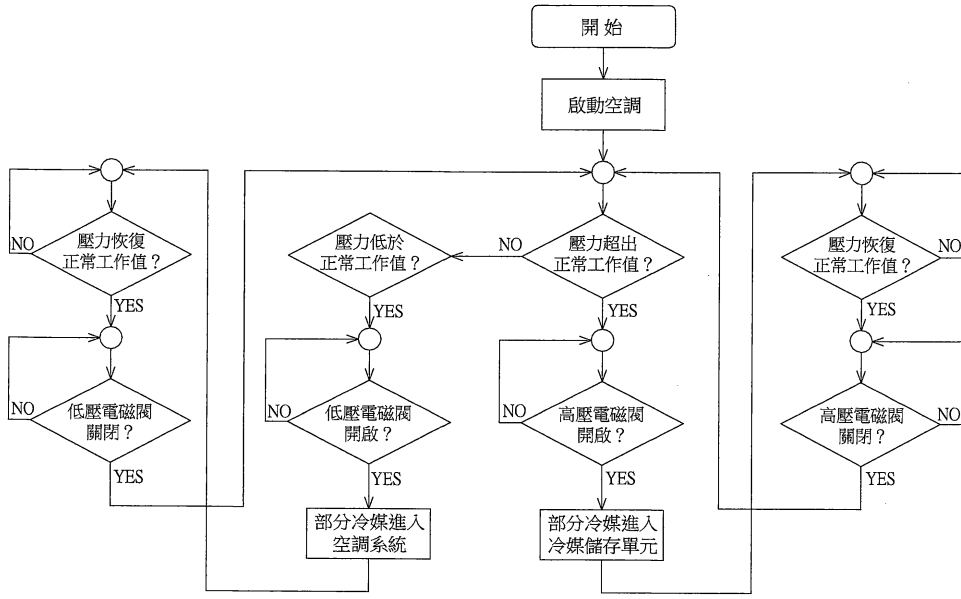 開始
啟動空調
壓力恢復
正常工作值？
NO
YES
壓力低於
正常工作值？
YES
NO
壓力超出
正常工作值？
YES
壓力恢復
正常工作值？
NO
YES
低壓電磁閥
關閉？
NO
YES
低壓電磁閥
開啟？
NO
YES
高壓電磁閥
開啟？
NO
YES
高壓電磁閥
關閉？
NO
YES
部分冷媒進入
空調系統
部分冷媒進入
冷媒儲存單元